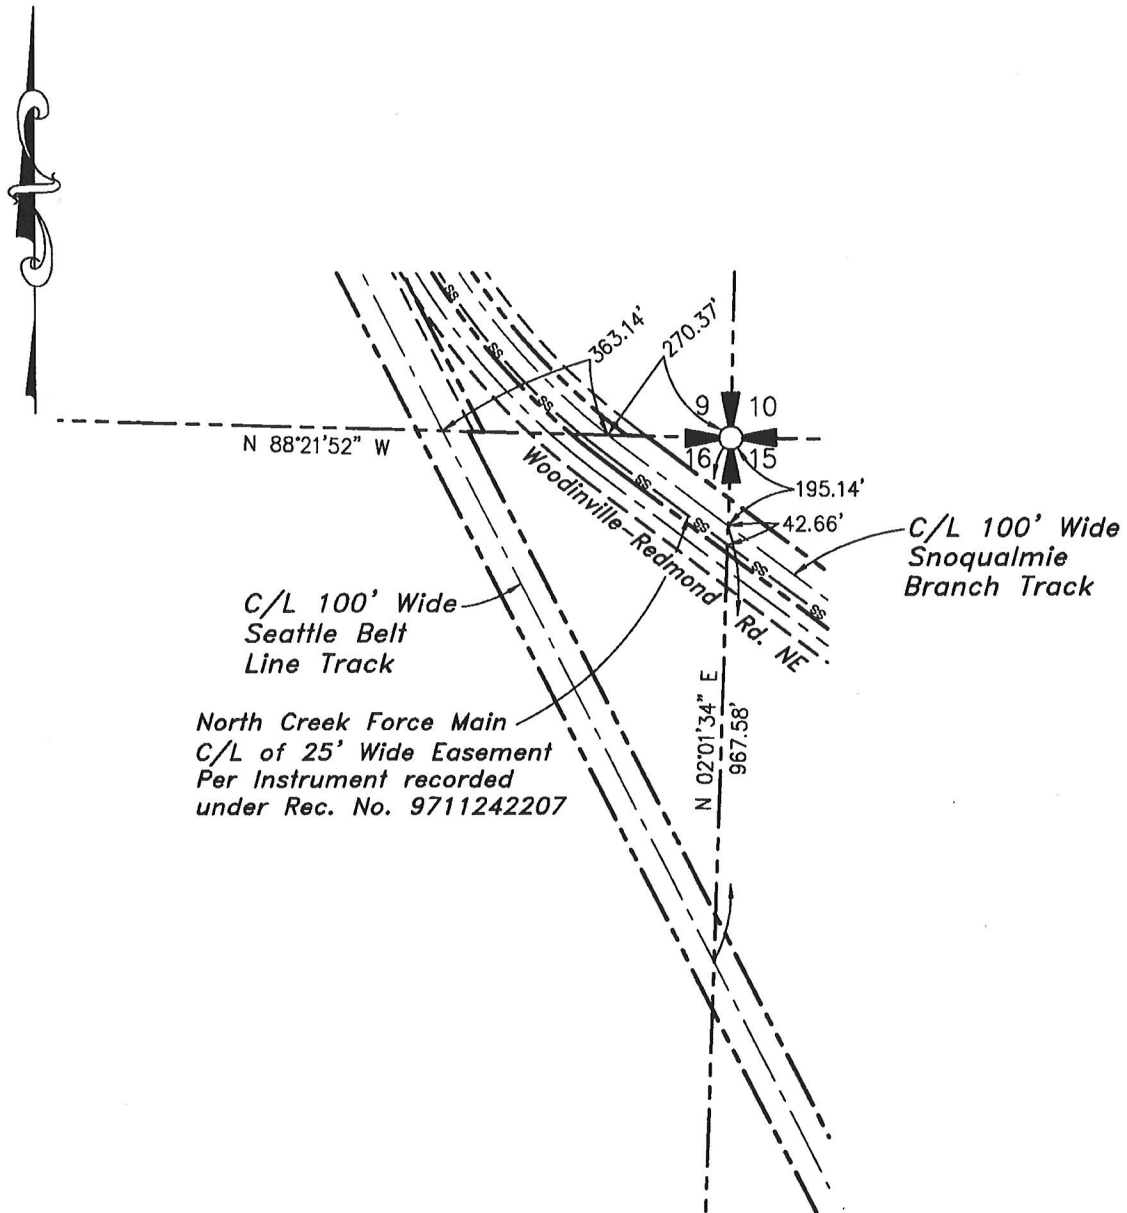 363.14'
270.37'
9 10
16 15
N 88°21'52" W
195.14'
42.66'
SS
SS
SS
SS
SS
SS
SS
Woodinville-Redmond Rd. NE
C/L 100' Wide
Snoqualmie
Branch Track
C/L 100' Wide
Seattle Belt
Line Track
North Creek Force Main
C/L of 25' Wide Easement
Per Instrument recorded
under Rec. No. 9711242207
N 02°01'34" E
967.58'